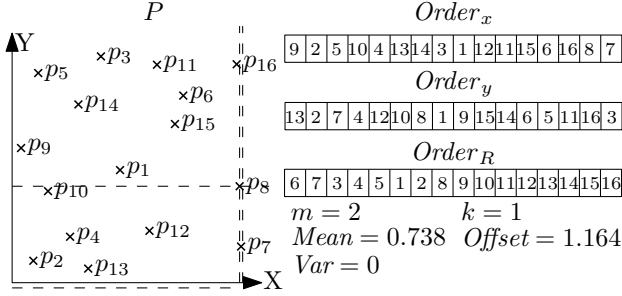 P
Y
p3
p11
p16
p5
p6
p14
p15
p9
p1
p10
p8
p12
p4
p7
p2
p13
X
Orderx
9 2 5 10 4 13 14 3 1 12 11 15 6 16 8 7
Ordery
13 2 7 4 12 10 8 1 9 15 14 6 5 11 16 3
OrderR
6 7 3 4 5 1 2 8 9 10 11 12 13 14 15 16
m = 2 k = 1
Mean = 0.738 Offset = 1.164
Var = 0